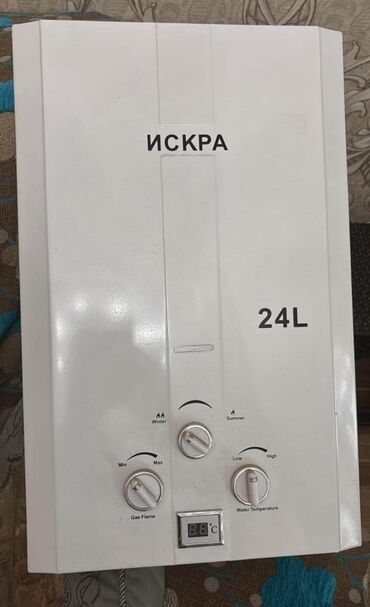 ИСКРА
24L
Winter
Summer
Min
Max
Low
High
Gas Flame
Water Temperature
88 °C